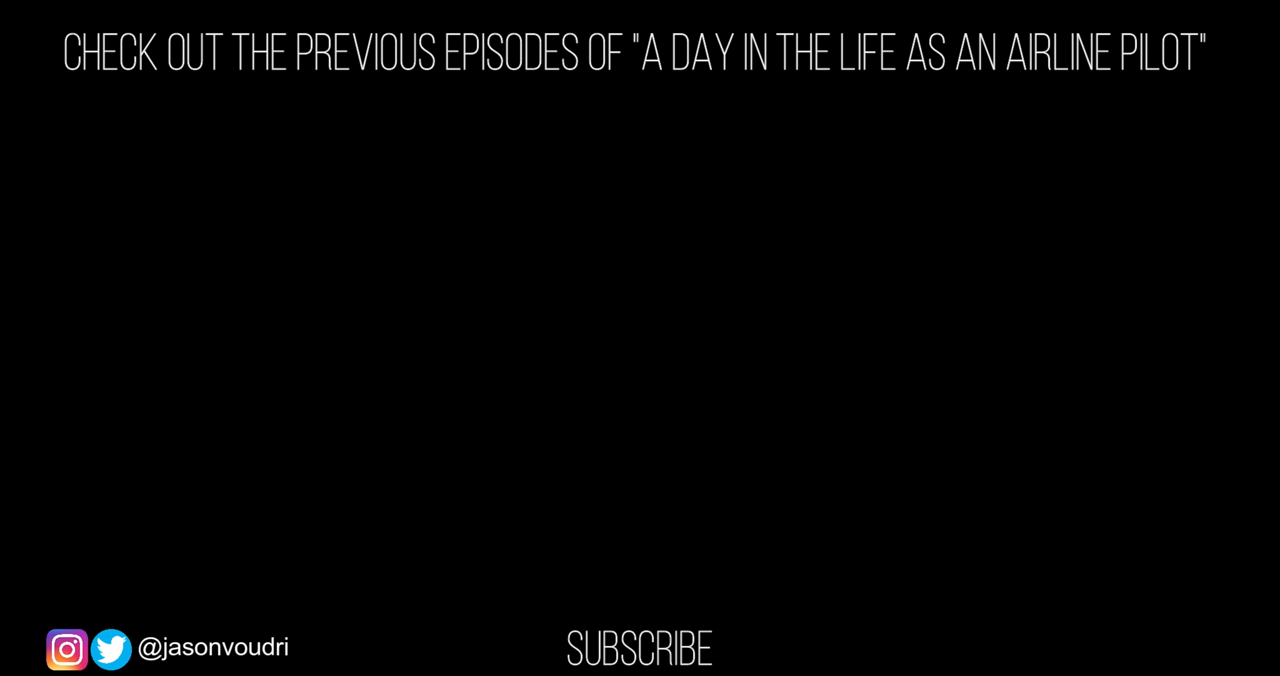 CHECK OUT THE PREVIOUS EPISODES OF "A DAY IN THE LIFE AS AN AIRLINE PILOT"
@jasonvoudri
SUBSCRIBE